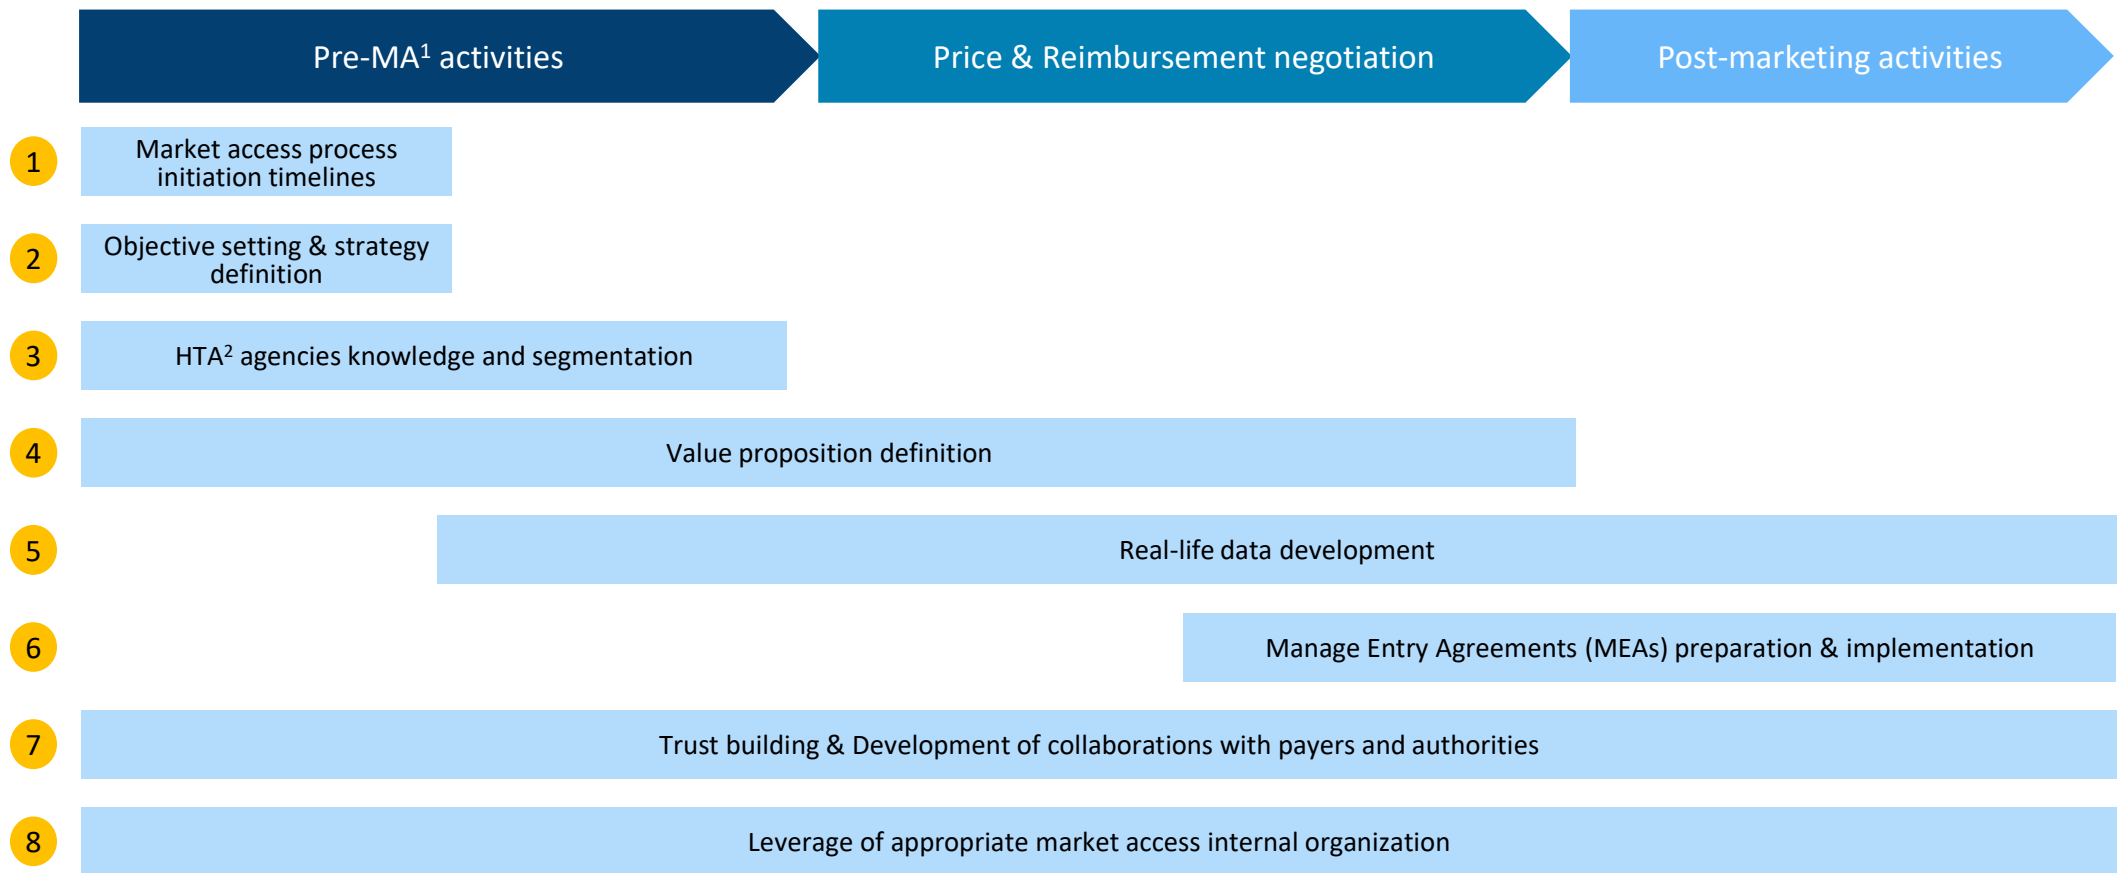 Pre-MA¹ activities
Price & Reimbursement negotiation
Post-marketing activities
1
Market access process
initiation timelines
2
Objective setting & strategy
definition
3
HTA² agencies knowledge and segmentation
4
Value proposition definition
5
Real-life data development
6
Manage Entry Agreements (MEAs) preparation & implementation
7
Trust building & Development of collaborations with payers and authorities
8
Leverage of appropriate market access internal organization